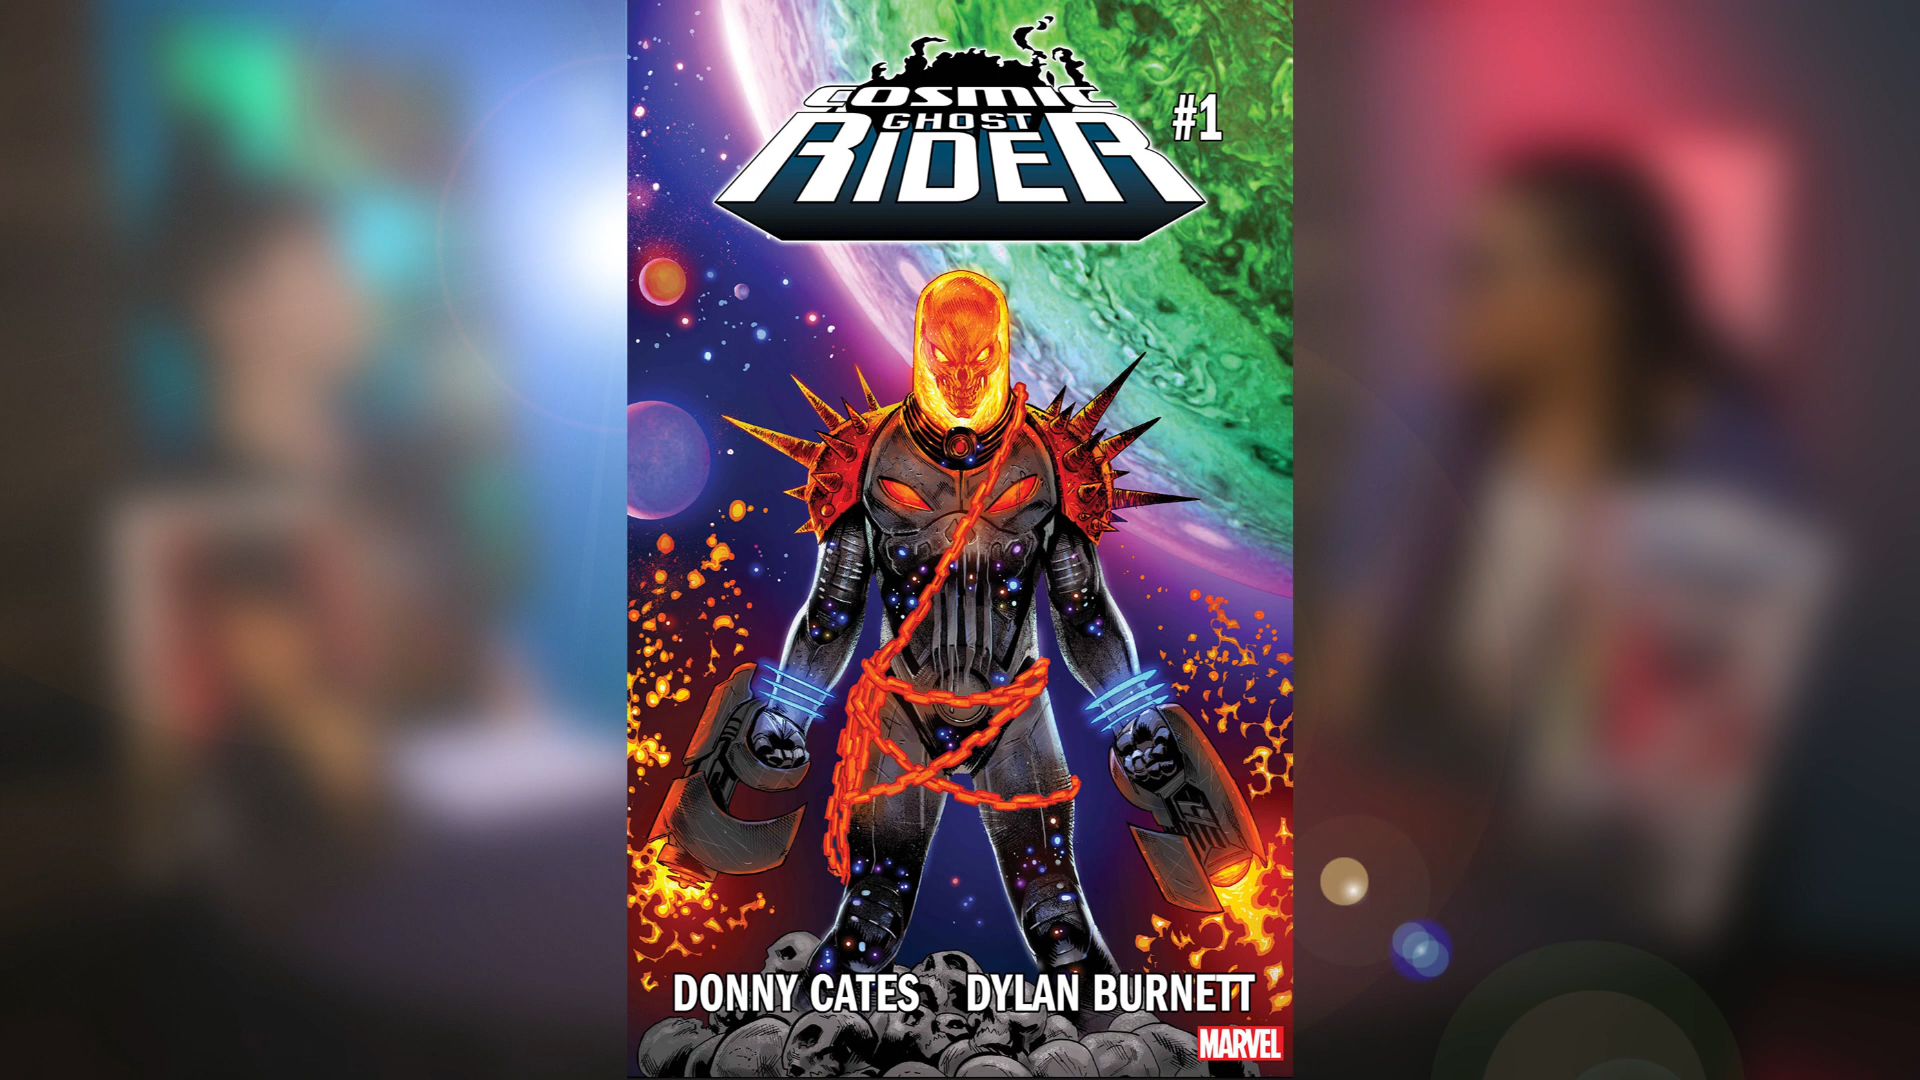 COSMIC
GHOST
RIDER
#1
DONNY CATES DYLAN BURNETT
MARVEL